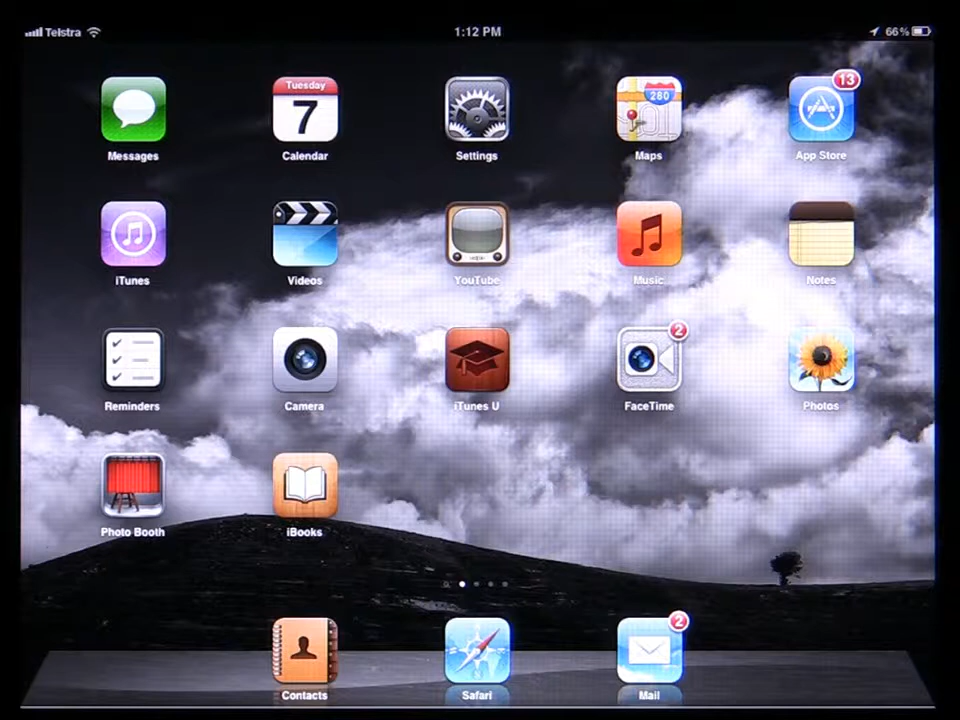 Telstra 1:12 PM 66%
Tuesday 280 13
7
Messages Calendar Settings Maps App Store
iTunes Videos YouTube Music Notes
2
Reminders Camera iTunes U FaceTime Photos
Photo Booth iBooks
2
Contacts Safari Mail